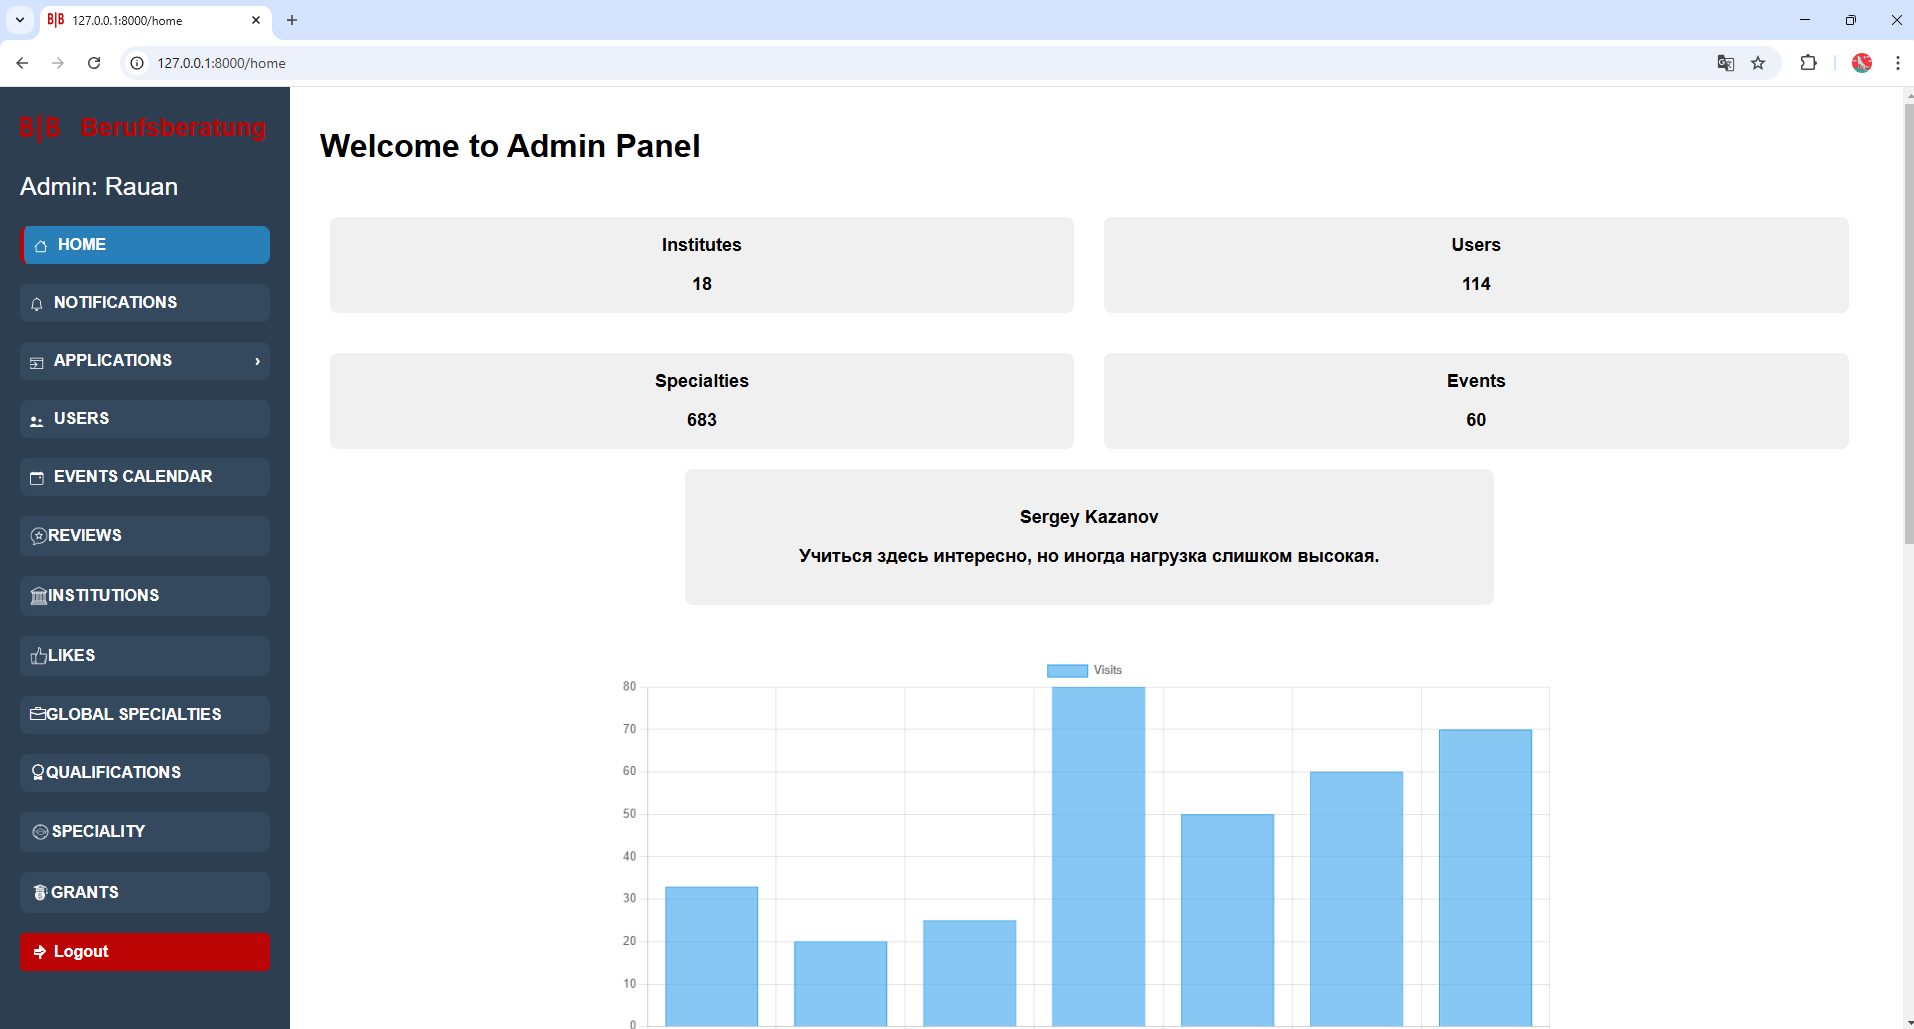 B|B 127.0.0.1:8000/home
127.0.0.1:8000/home
B|B Berufsberatung
Admin: Rauan
HOME
NOTIFICATIONS
APPLICATIONS ›
USERS
EVENTS CALENDAR
REVIEWS
INSTITUTIONS
LIKES
GLOBAL SPECIALTIES
QUALIFICATIONS
SPECIALITY
GRANTS
Logout
Welcome to Admin Panel
Institutes
18
Users
114
Specialties
683
Events
60
Sergey Kazanov
Учиться здесь интересно, но иногда нагрузка слишком высокая.
Visits
80
70
60
50
40
30
20
10
0